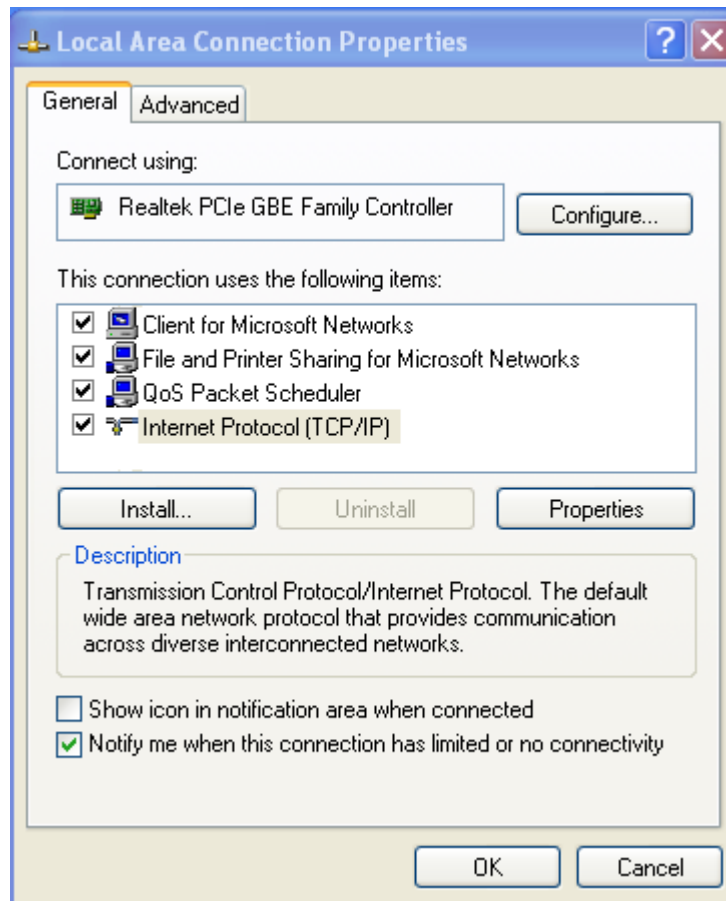 Local Area Connection Properties
General
Advanced
Connect using:
Realtek PCIe GBE Family Controller
Configure...
This connection uses the following items:
Client for Microsoft Networks
File and Printer Sharing for Microsoft Networks
QoS Packet Scheduler
Internet Protocol (TCP/IP)
Install...
Uninstall
Properties
Description
Transmission Control Protocol/Internet Protocol. The default
wide area network protocol that provides communication
across diverse interconnected networks.
Show icon in notification area when connected
Notify me when this connection has limited or no connectivity
OK
Cancel